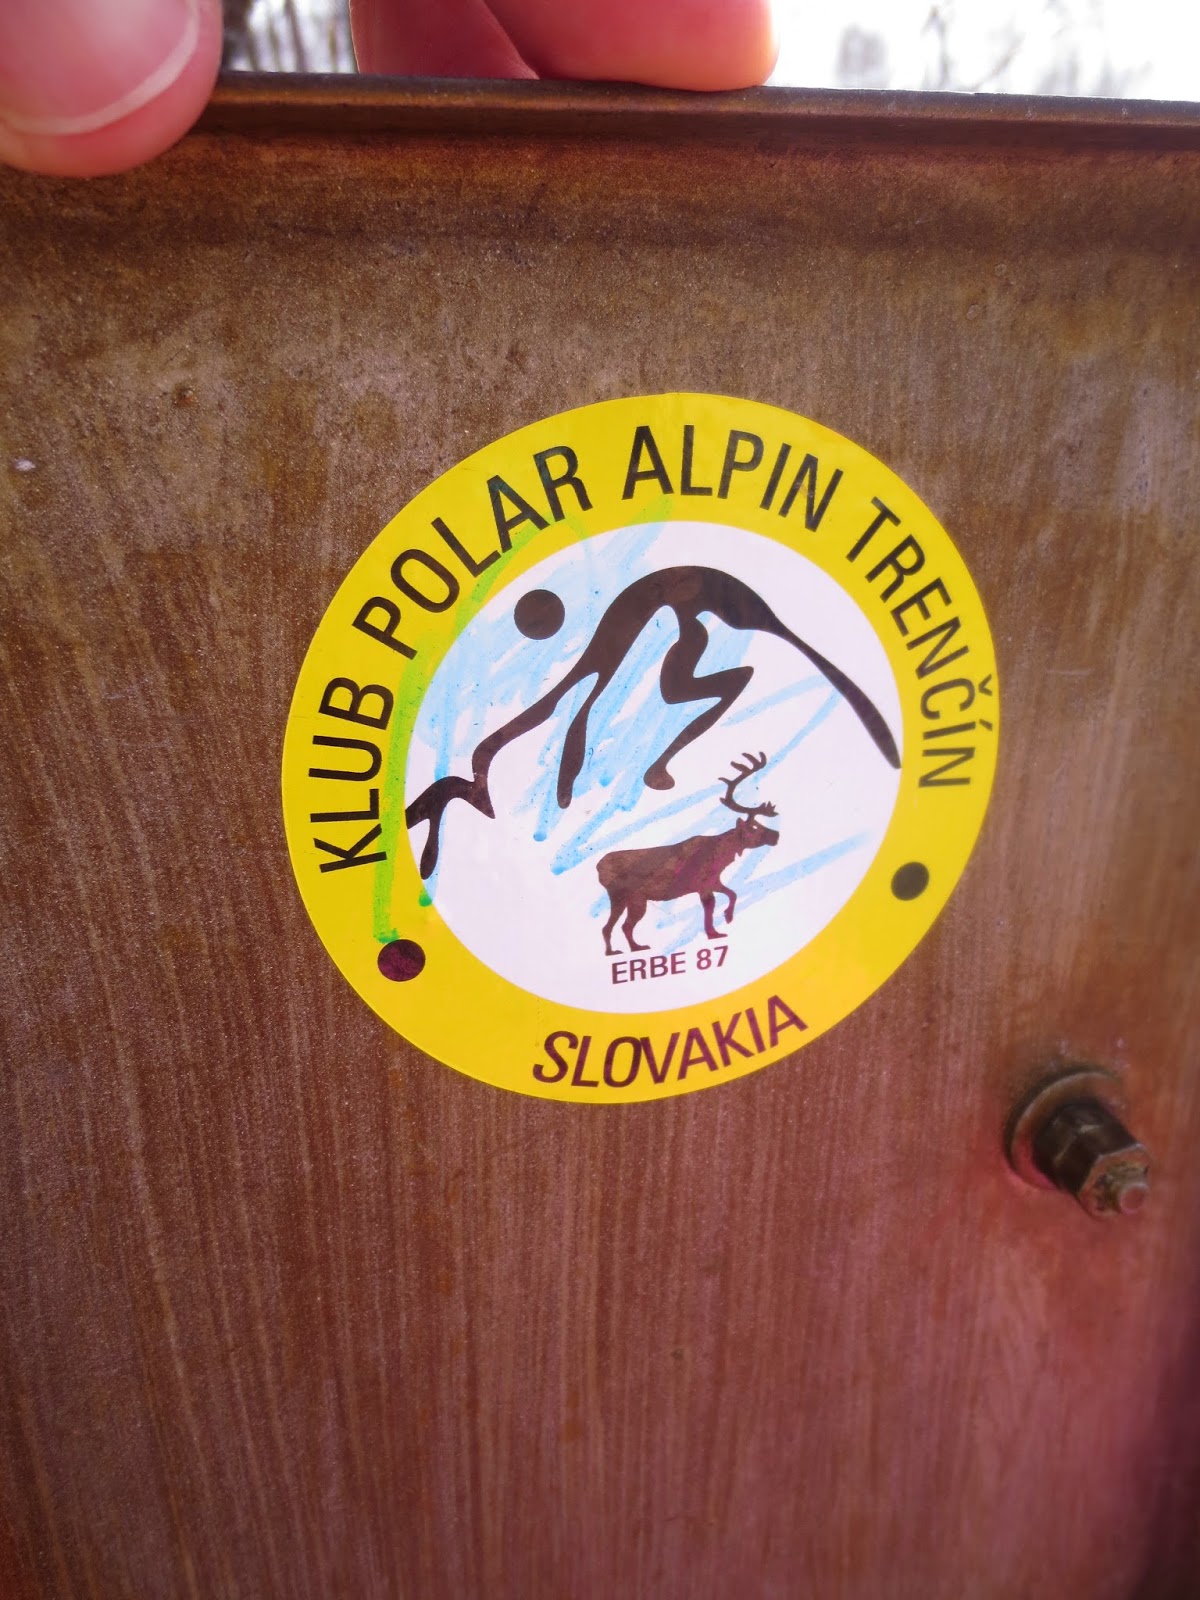 KLUB POLAR ALPIN TRENČÍN
ERBE 87
SLOVAKIA